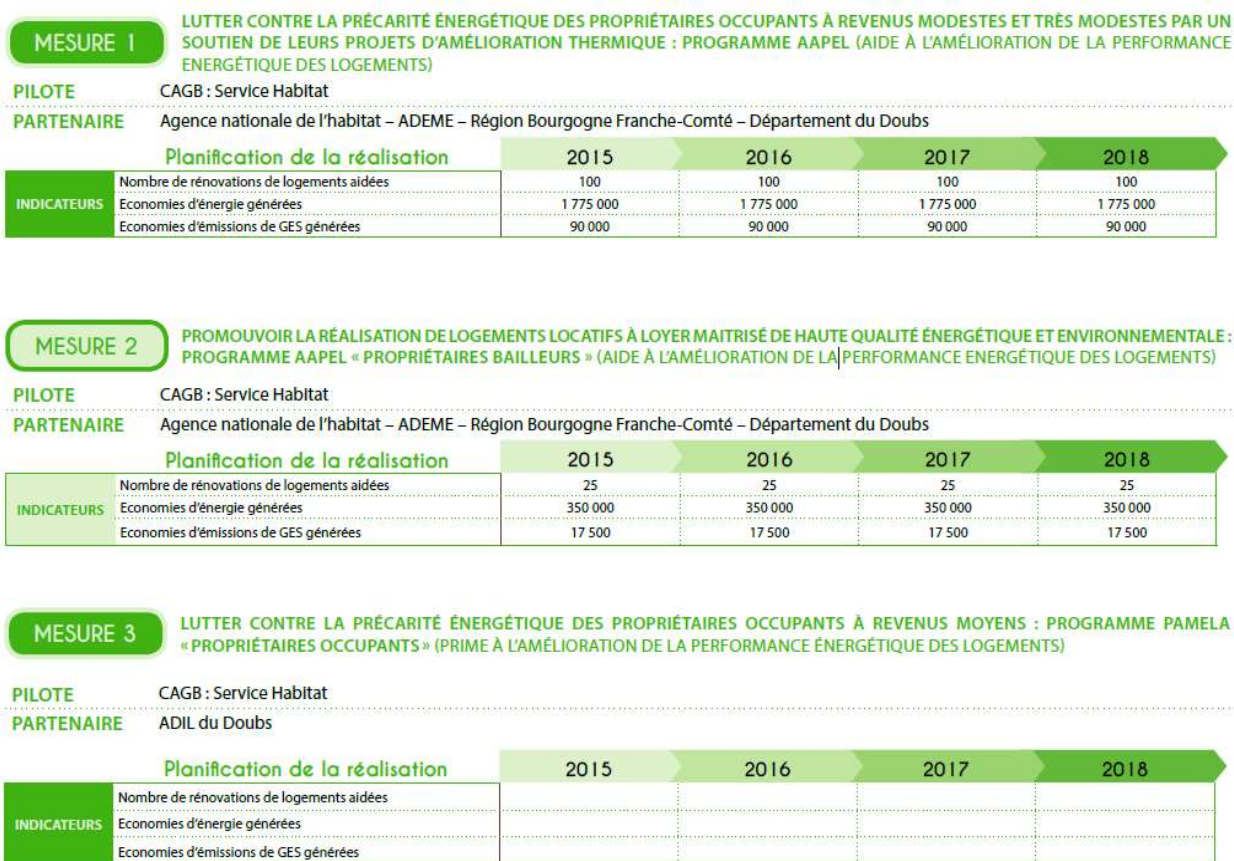 MESURE 1
LUTTER CONTRE LA PRÉCARITÉ ÉNERGÉTIQUE DES PROPRIÉTAIRES OCCUPANTS À REVENUS MODESTES ET TRÈS MODESTES PAR UN
SOUTIEN DE LEURS PROJETS D'AMÉLIORATION THERMIQUE : PROGRAMME AAPEL (AIDE À L'AMÉLIORATION DE LA PERFORMANCE
ENERGÉTIQUE DES LOGEMENTS)
PILOTE CAGB : Service Habitat
PARTENAIRE Agence nationale de l'habitat – ADEME – Région Bourgogne Franche-Comté – Département du Doubs
Planification de la réalisation 2015 2016 2017 2018
INDICATEURS
Nombre de rénovations de logements aidées 100 100 100 100
Economies d'énergie générées 1 775 000 1 775 000 1 775 000 1 775 000
Economies d'émissions de GES générées 90 000 90 000 90 000 90 000
MESURE 2
PROMOUVOIR LA RÉALISATION DE LOGEMENTS LOCATIFS À LOYER MAITRISÉ DE HAUTE QUALITÉ ÉNERGÉTIQUE ET ENVIRONNEMENTALE :
PROGRAMME AAPEL « PROPRIÉTAIRES BAILLEURS » (AIDE À L'AMÉLIORATION DE LA PERFORMANCE ENERGÉTIQUE DES LOGEMENTS)
PILOTE CAGB : Service Habitat
PARTENAIRE Agence nationale de l'habitat – ADEME – Région Bourgogne Franche-Comté – Département du Doubs
Planification de la réalisation 2015 2016 2017 2018
INDICATEURS
Nombre de rénovations de logements aidées 25 25 25 25
Economies d'énergie générées 350 000 350 000 350 000 350 000
Economies d'émissions de GES générées 17 500 17 500 17 500 17 500
MESURE 3
LUTTER CONTRE LA PRÉCARITÉ ÉNERGÉTIQUE DES PROPRIÉTAIRES OCCUPANTS À REVENUS MOYENS : PROGRAMME PAMELA
« PROPRIÉTAIRES OCCUPANTS » (PRIME À L'AMÉLIORATION DE LA PERFORMANCE ÉNERGÉTIQUE DES LOGEMENTS)
PILOTE CAGB : Service Habitat
PARTENAIRE ADIL du Doubs
Planification de la réalisation 2015 2016 2017 2018
INDICATEURS
Nombre de rénovations de logements aidées
Economies d'énergie générées
Economies d'émissions de GES générées